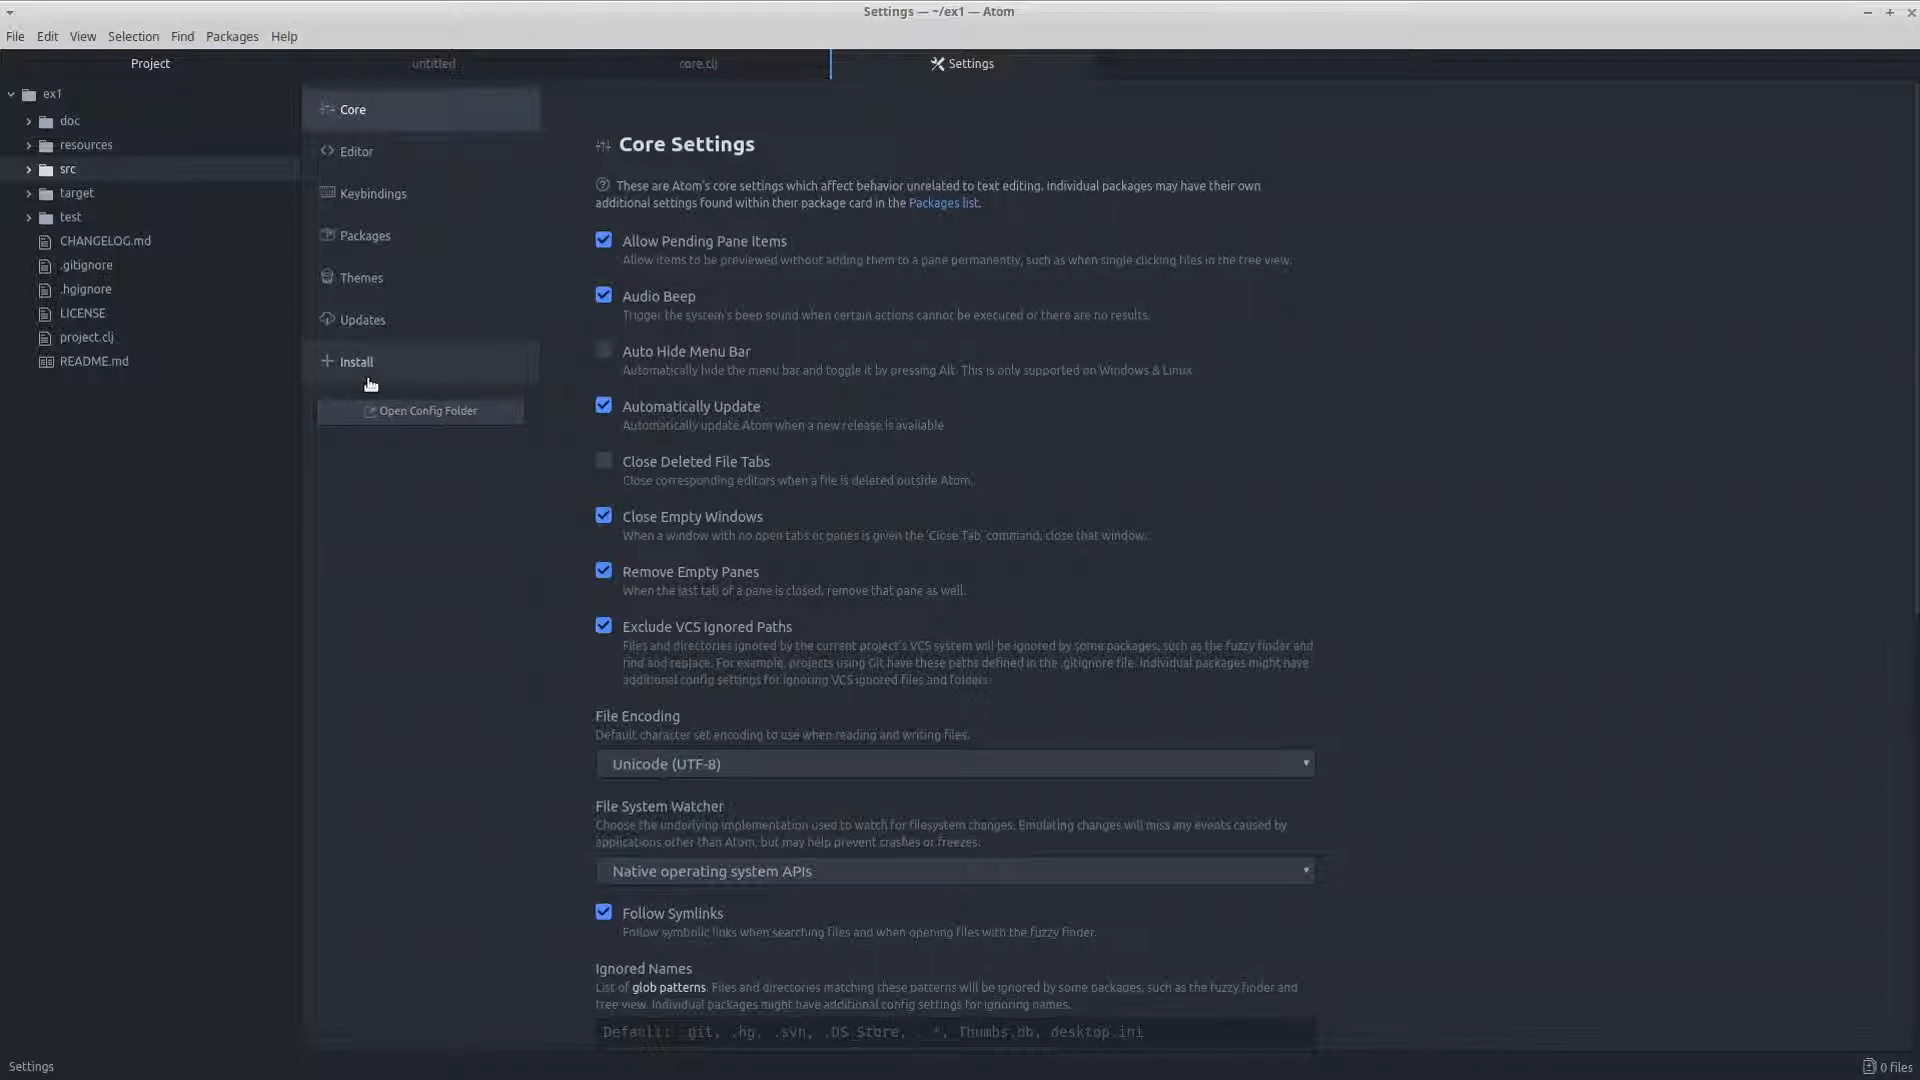 Settings — ~/ex1 — Atom
File Edit View Selection Find Packages Help
Project
untitled
core.clj
Settings
ex1
doc
resources
src
target
test
CHANGELOG.md
.gitignore
.hgignore
LICENSE
project.clj
README.md
Core
Editor
Keybindings
Packages
Themes
Updates
Install
Open Config Folder
Core Settings
These are Atom's core settings which affect behavior unrelated to text editing. Individual packages may have their own
additional settings found within their package card in the Packages list.
Allow Pending Pane Items
Allow items to be previewed without adding them to a pane permanently, such as when single clicking files in the tree view.
Audio Beep
Trigger the system's beep sound when certain actions cannot be executed or there are no results.
Auto Hide Menu Bar
Automatically hide the menu bar and toggle it by pressing Alt. This is only supported on Windows & Linux
Automatically Update
Automatically update Atom when a new release is available
Close Deleted File Tabs
Close corresponding editors when a file is deleted outside Atom.
Close Empty Windows
When a window with no open tabs or panes is given the 'Close Tab' command, close that window.
Remove Empty Panes
When the last tab of a pane is closed, remove that pane as well.
Exclude VCS Ignored Paths
Files and directories ignored by the current project's VCS system will be ignored by some packages, such as the fuzzy finder and
find and replace. For example, projects using Git have these paths defined in the .gitignore file. Individual packages might have
additional config settings for ignoring VCS ignored files and folders.
File Encoding
Default character set encoding to use when reading and writing files.
Unicode (UTF-8)
File System Watcher
Choose the underlying implementation used to watch for filesystem changes. Emulating changes will miss any events caused by
applications other than Atom, but may help prevent crashes or freezes.
Native operating system APIs
Follow Symlinks
Follow symbolic links when searching files and when opening files with the fuzzy finder.
Ignored Names
List of glob patterns. Files and directories matching these patterns will be ignored by some packages, such as the fuzzy finder and
tree view. Individual packages might have additional config settings for ignoring names.
Default: .git, .hg, .svn, .DS_Store, ._*, Thumbs.db, desktop.ini
Settings
0 files